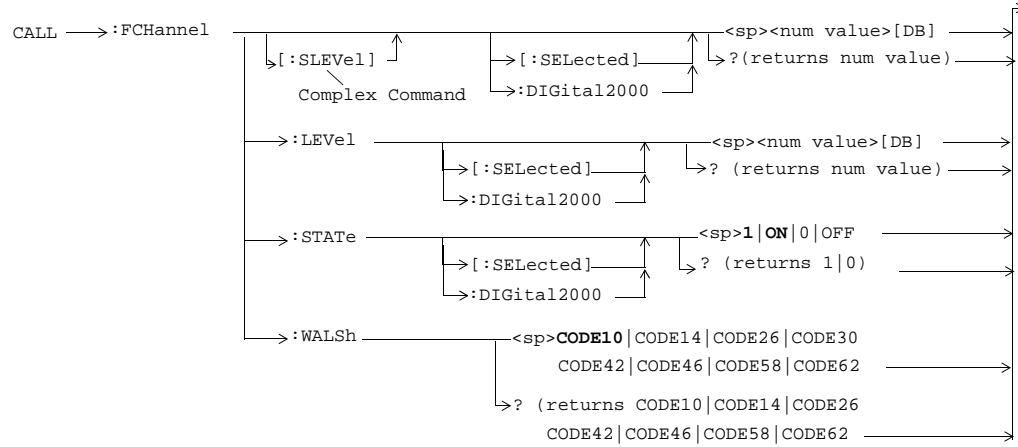 CALL :FCHannel <sp><num value>[DB]
[:SLEVel] [:SELected] ?(returns num value)
Complex Command :DIGital2000
:LEVel <sp><num value>[DB]
[:SELected] ? (returns num value)
:DIGital2000
:STATe <sp>1|ON|0|OFF
[:SELected] ? (returns 1|0)
:DIGital2000
:WALSh <sp>CODE10|CODE14|CODE26|CODE30
CODE42|CODE46|CODE58|CODE62
? (returns CODE10|CODE14|CODE26
CODE42|CODE46|CODE58|CODE62